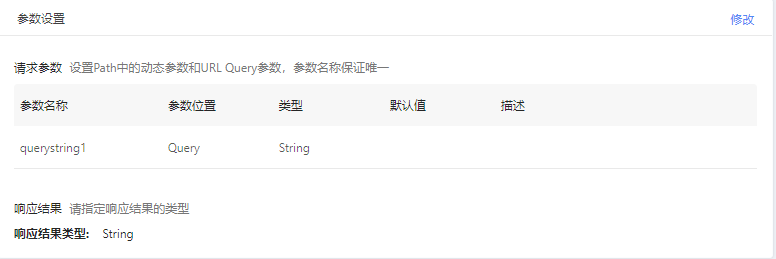 参数设置 修改
请求参数 设置Path中的动态参数和URL Query参数，参数名称保证唯一
参数名称 参数位置 类型 默认值 描述
querystring1 Query String
响应结果 请指定响应结果的类型
响应结果类型: String